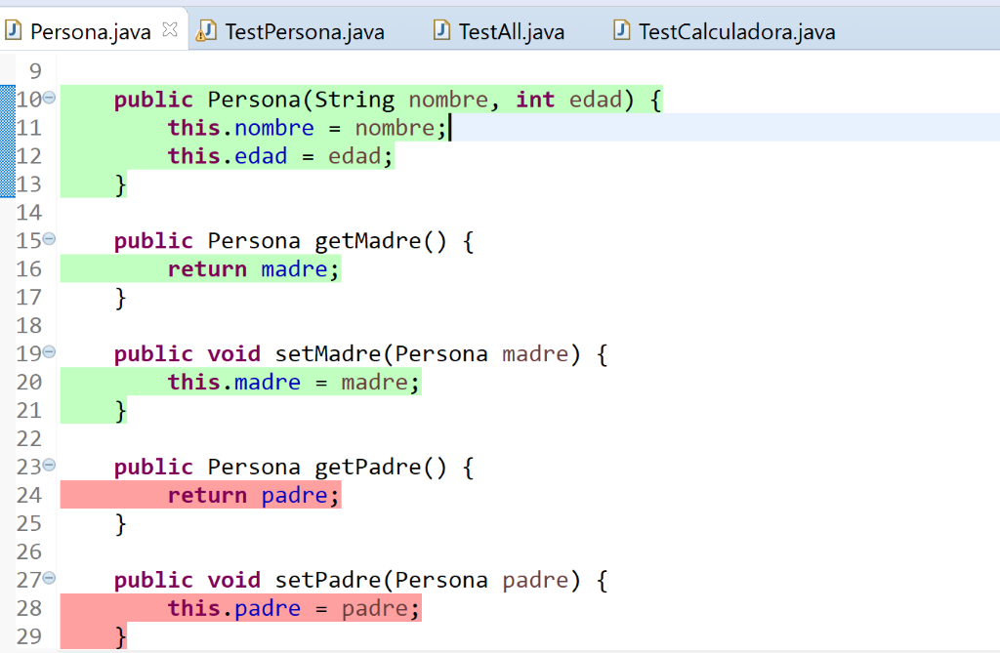 Persona.java TestPersona.java TestAll.java TestCalculadora.java
9
10 public Persona(String nombre, int edad) {
11 this.nombre = nombre;
12 this.edad = edad;
13 }
14
15 public Persona getMadre() {
16 return madre;
17 }
18
19 public void setMadre(Persona madre) {
20 this.madre = madre;
21 }
22
23 public Persona getPadre() {
24 return padre;
25 }
26
27 public void setPadre(Persona padre) {
28 this.padre = padre;
29 }